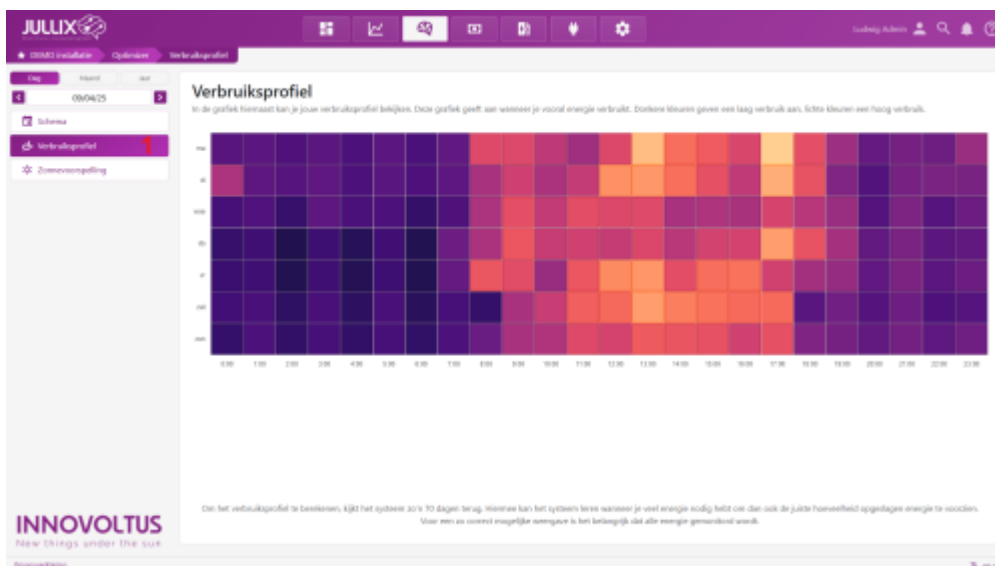 JULLIX
Ludwig Admin
DEMO installatie Optimizer Verbruiksprofiel
Dag Maand Jaar
09/04/25
Schema
Verbruiksprofiel 1
Zonnevoorspelling
Verbruiksprofiel
In de grafiek hiernaast kan je jouw verbruiksprofiel bekijken. Deze grafiek geeft aan wanneer je vooral energie verbruikt. Donkere kleuren geven een laag verbruik aan, lichte kleuren een hoog verbruik.
ma
di
woe
do
vr
zat
zon
0:00 1:00 2:00 3:00 4:00 5:00 6:00 7:00 8:00 9:00 10:00 11:00 12:00 13:00 14:00 15:00 16:00 17:00 18:00 19:00 20:00 21:00 22:00 23:00
Om het verbruiksprofiel te berekenen, kijkt het systeem zo'n 70 dagen terug. Hiermee kan het systeem leren wanneer je veel energie nodig hebt om dan ook de juiste hoeveelheid opgeslagen energie te voorzien.
Voor een zo correct mogelijke weergave is het belangrijk dat alle energie gemonitord wordt.
INNOVOLTUS
New things under the sun